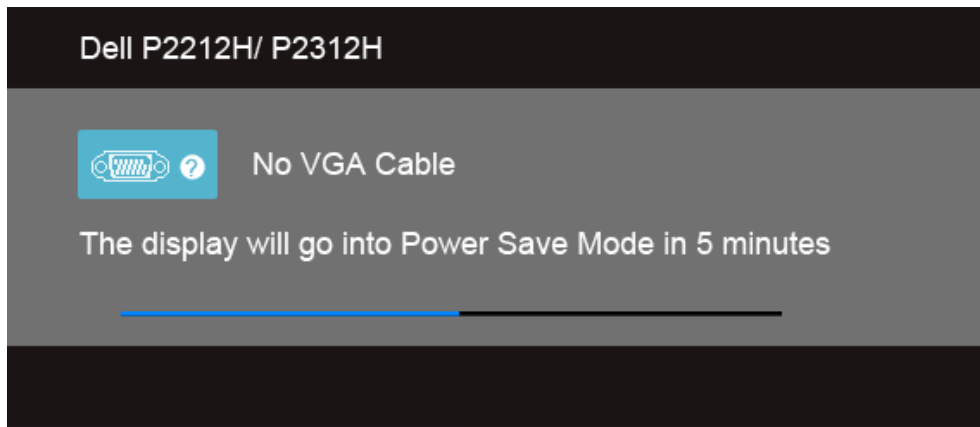 Dell P2212H/ P2312H
No VGA Cable
The display will go into Power Save Mode in 5 minutes